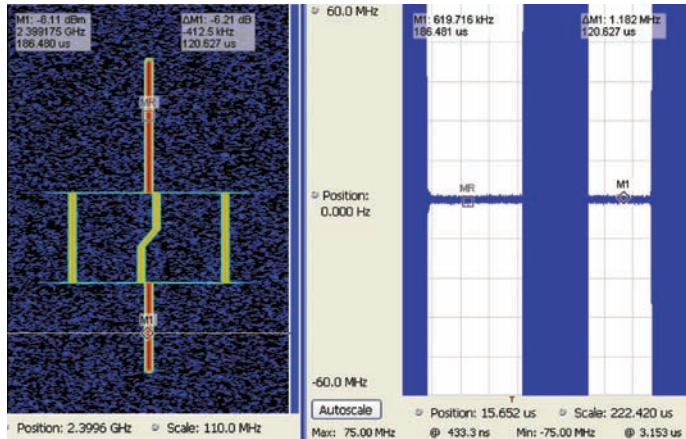 M1: -8.11 dBm
2.399175 GHz
186.480 us
ΔM1: -6.21 dB
-412.5 kHz
120.627 us
MR
M1
Position: 2.3996 GHz Scale: 110.0 MHz
60.0 MHz
M1: 619.716 kHz
186.481 us
ΔM1: 1.182 MHz
120.627 us
Position:
0.000 Hz
MR
M1
-60.0 MHz
T
Autoscale
Position: 15.652 us Scale: 222.420 us
Max: 75.00 MHz @ 433.3 ns Min: -75.00 MHz @ 3.153 us